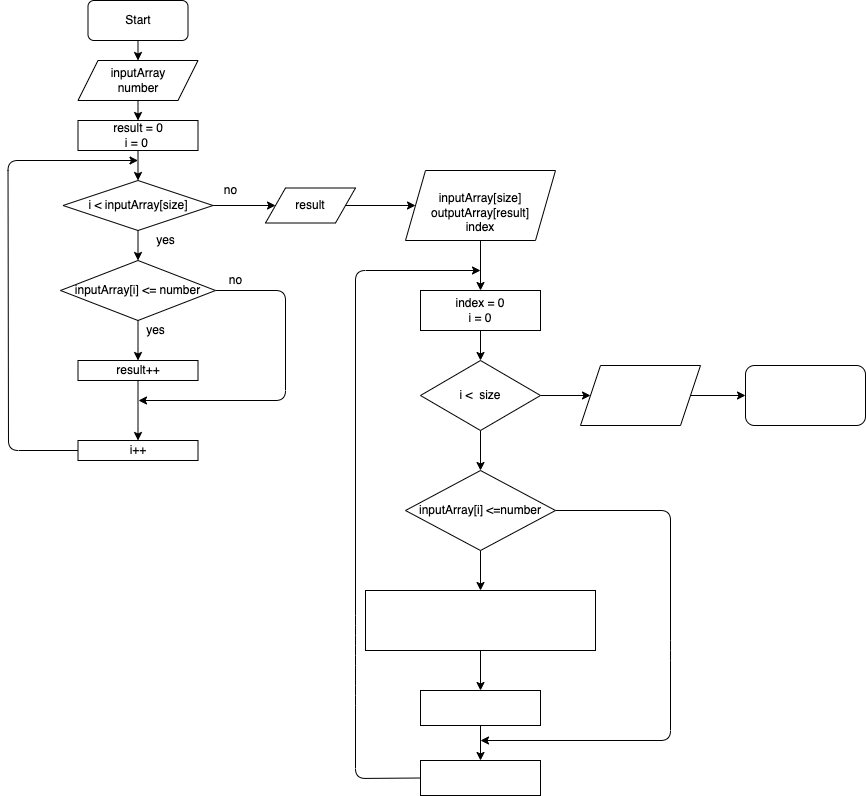 Start
inputArray
number
result = 0
i = 0
i < inputArray[size]
no
yes
inputArray[i] <= number
no
yes
result++
i++
result
inputArray[size]
outputArray[result]
index
index = 0
i = 0
i <  size
inputArray[i] <=number